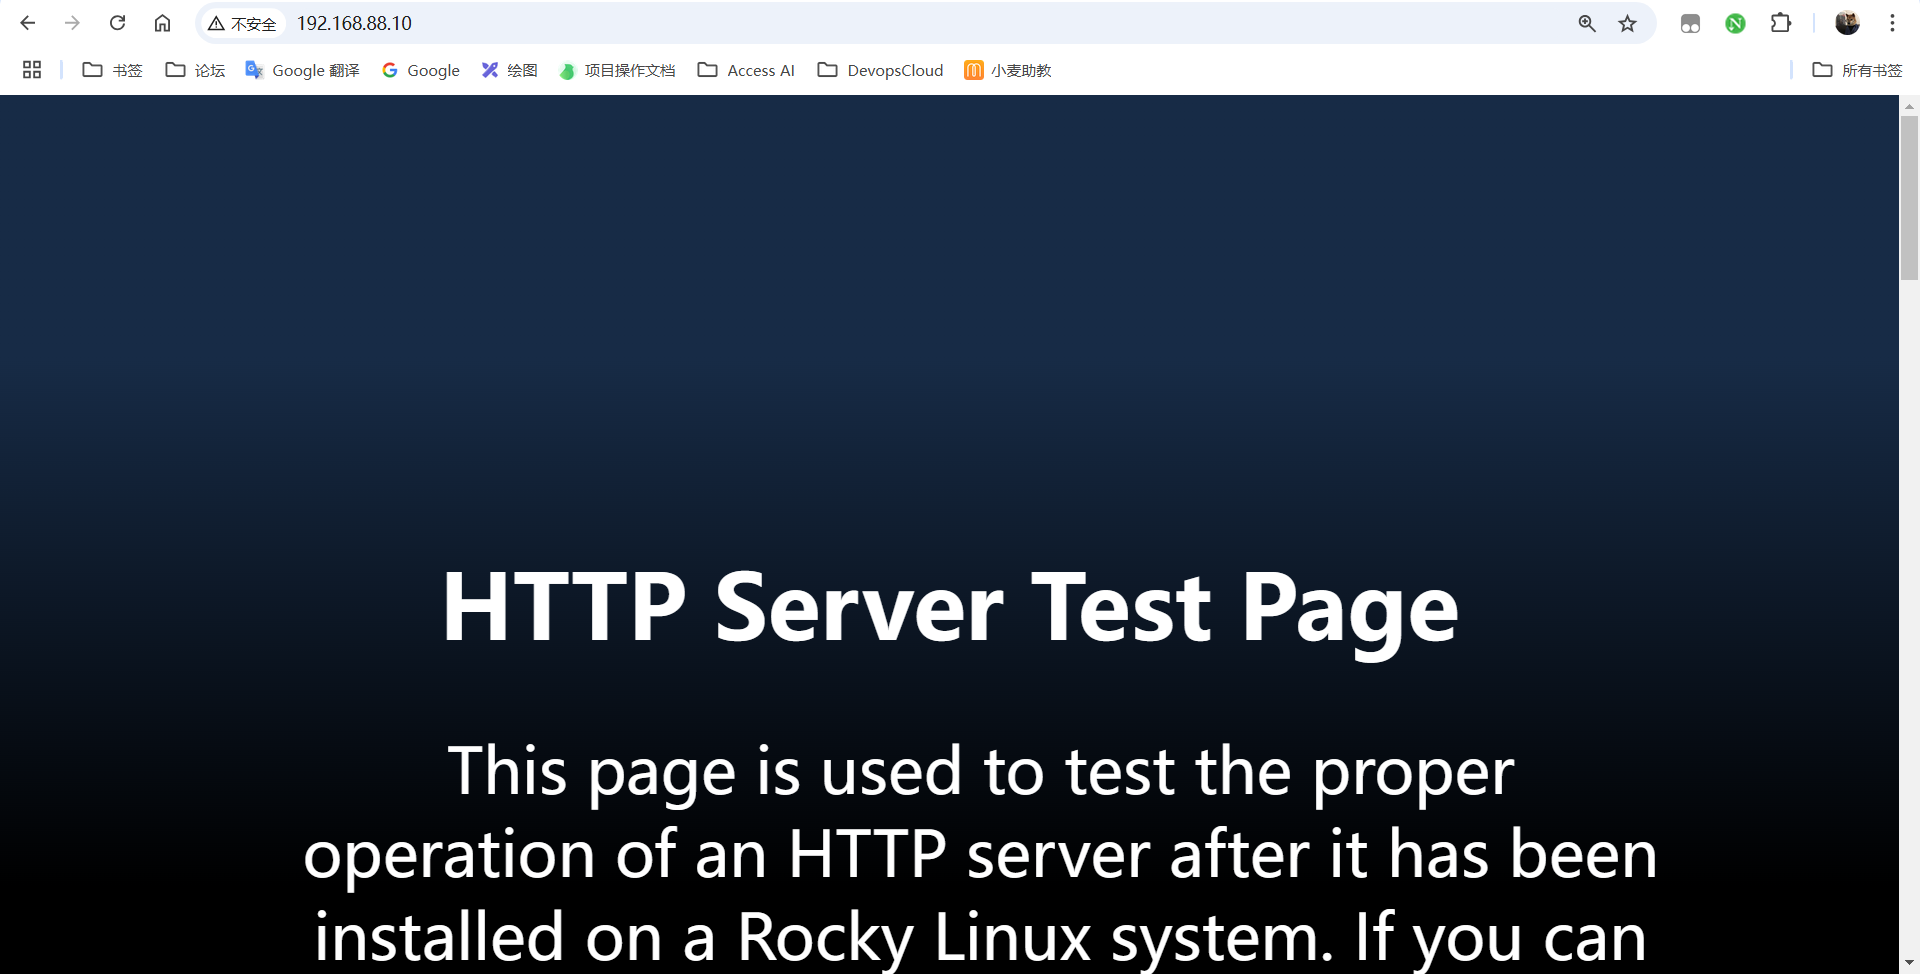 不安全 192.168.88.10
书签 论坛 Google 翻译 Google 绘图 项目操作文档 Access AI DevopsCloud 小麦助教 所有书签
HTTP Server Test Page
This page is used to test the proper
operation of an HTTP server after it has been
installed on a Rocky Linux system. If you can